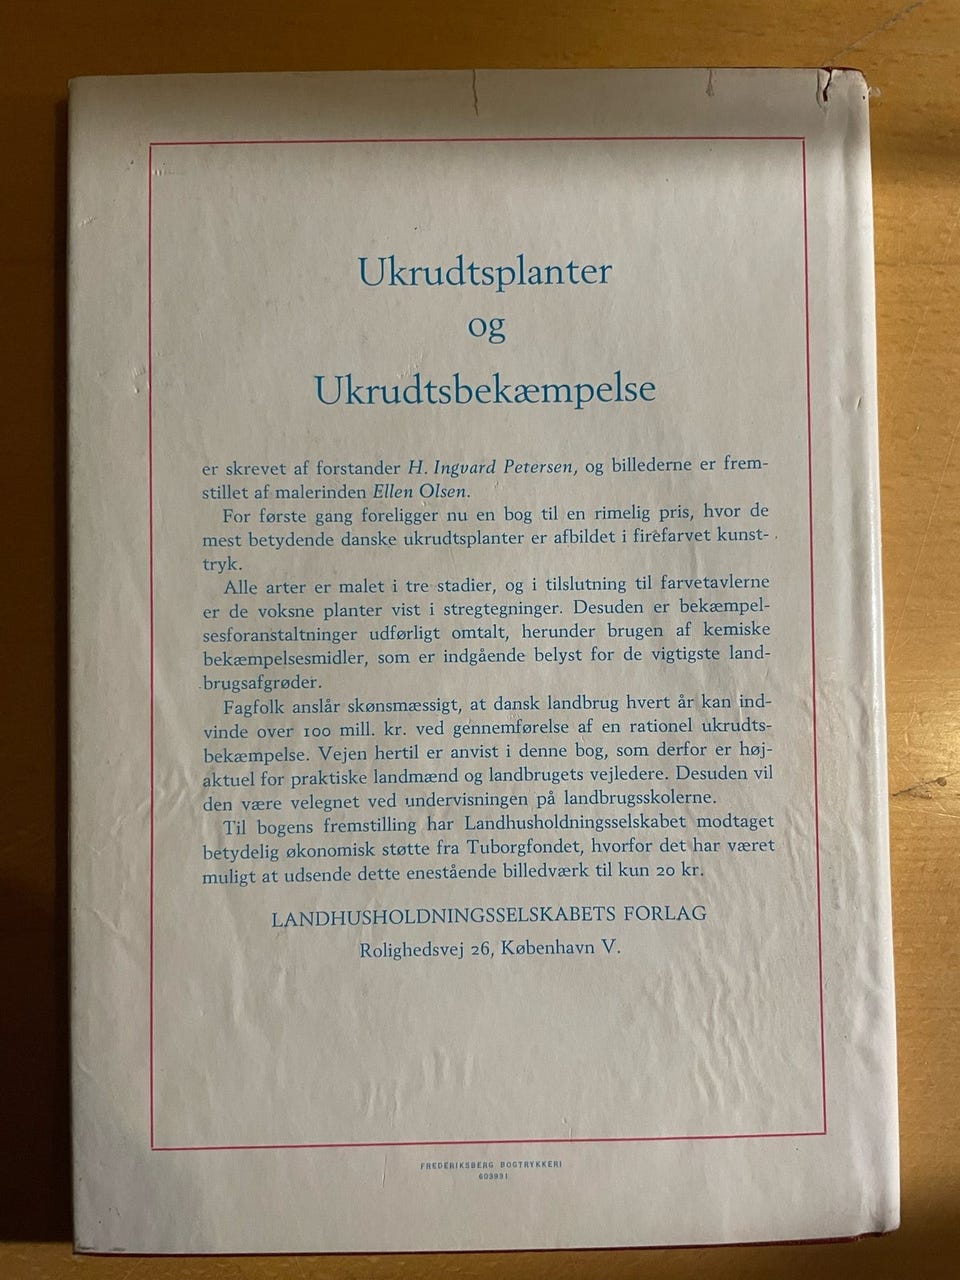 Ukrudtsplanter
og
Ukrudtsbekæmpelse
er skrevet af forstander H. Ingvard Petersen, og billederne er frem-
stillet af malerinden Ellen Olsen.
For første gang foreligger nu en bog til en rimelig pris, hvor de
mest betydende danske ukrudtsplanter er afbildet i firefarvet kunst-
tryk.
Alle arter er malet i tre stadier, og i tilslutning til farvetavlerne
er de voksne planter vist i stregtegninger. Desuden er bekæmpel-
sesforanstaltninger udførligt omtalt, herunder brugen af kemiske
bekæmpelsesmidler, som er indgående belyst for de vigtigste land-
brugsafgrøder.
Fagfolk anslår skønsmæssigt, at dansk landbrug hvert år kan ind-
vinde over 100 mill. kr. ved gennemførelse af en rationel ukrudts-
bekæmpelse. Vejen hertil er anvist i denne bog, som derfor er høj-
aktuel for praktiske landmænd og landbrugets vejledere. Desuden vil
den være velegnet ved undervisningen på landbrugsskolerne.
Til bogens fremstilling har Landhusholdningsselskabet modtaget
betydelig økonomisk støtte fra Tuborgfondet, hvorfor det har været
muligt at udsende dette enestående billedværk til kun 20 kr.
LANDHUSHOLDNINGSSELSKABETS FORLAG
Rolighedsvej 26, København V.
FREDERIKSBERG BOGTRYKKERI
603931